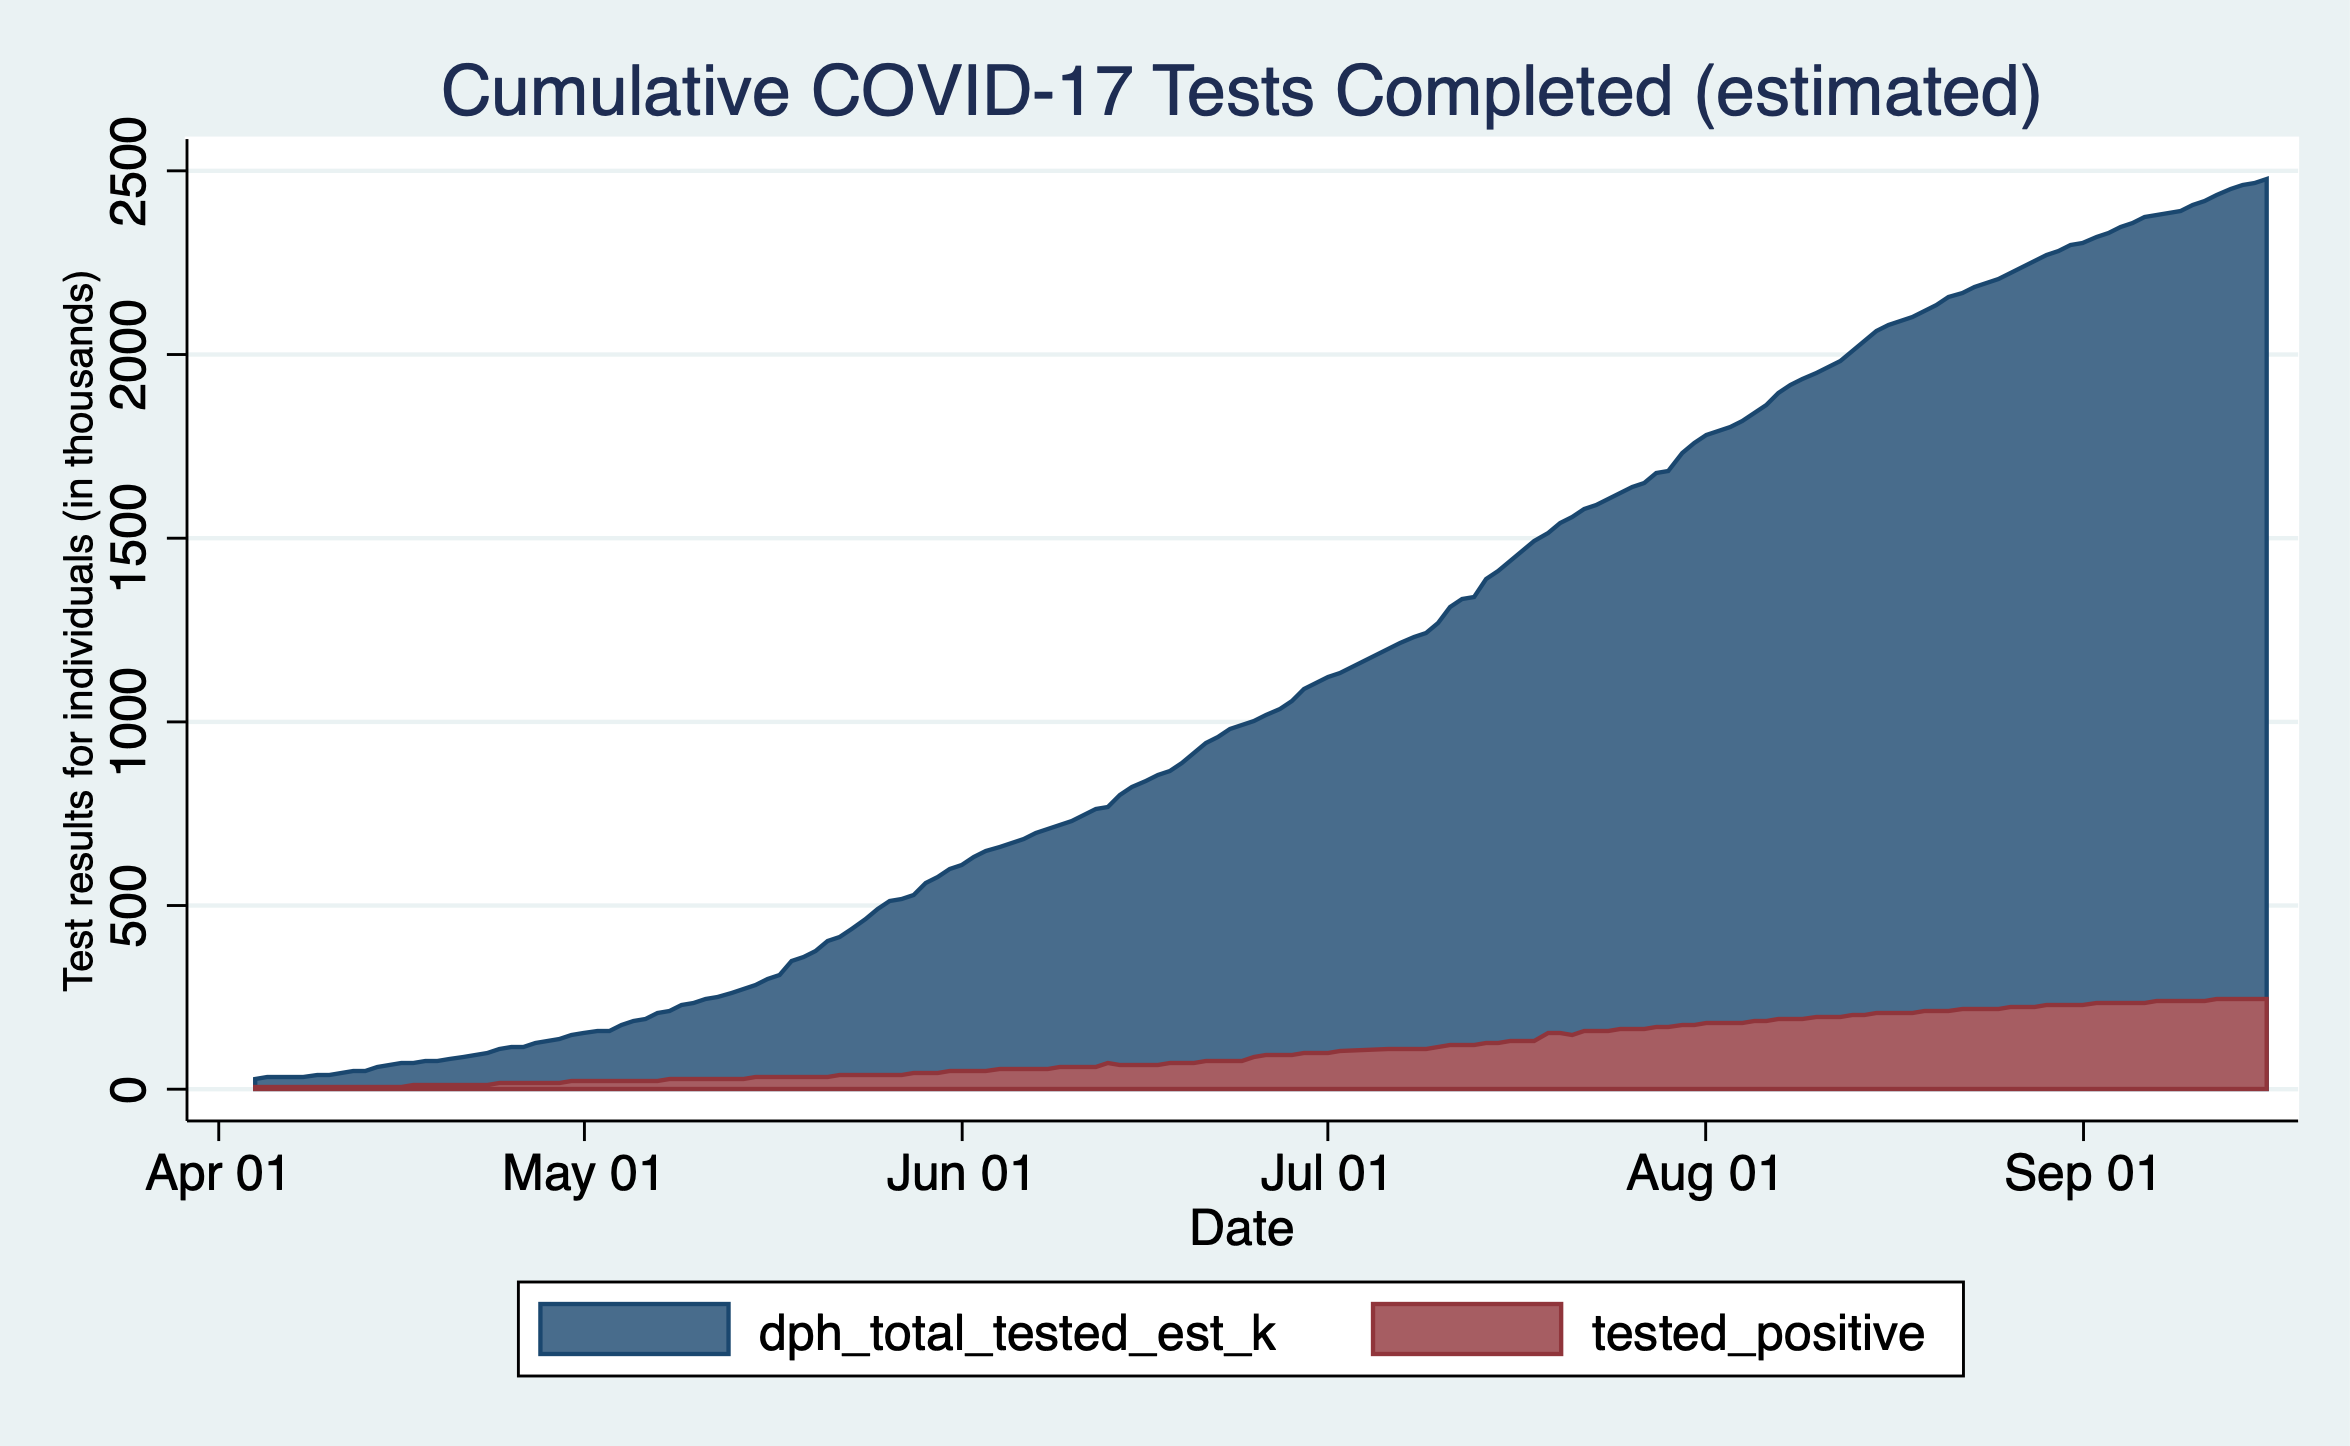 Cumulative COVID-17 Tests Completed (estimated)
Test results for individuals (in thousands)
2500
2000
1500
1000
500
0
Apr 01
May 01
Jun 01
Jul 01
Aug 01
Sep 01
Date
dph_total_tested_est_k
tested_positive